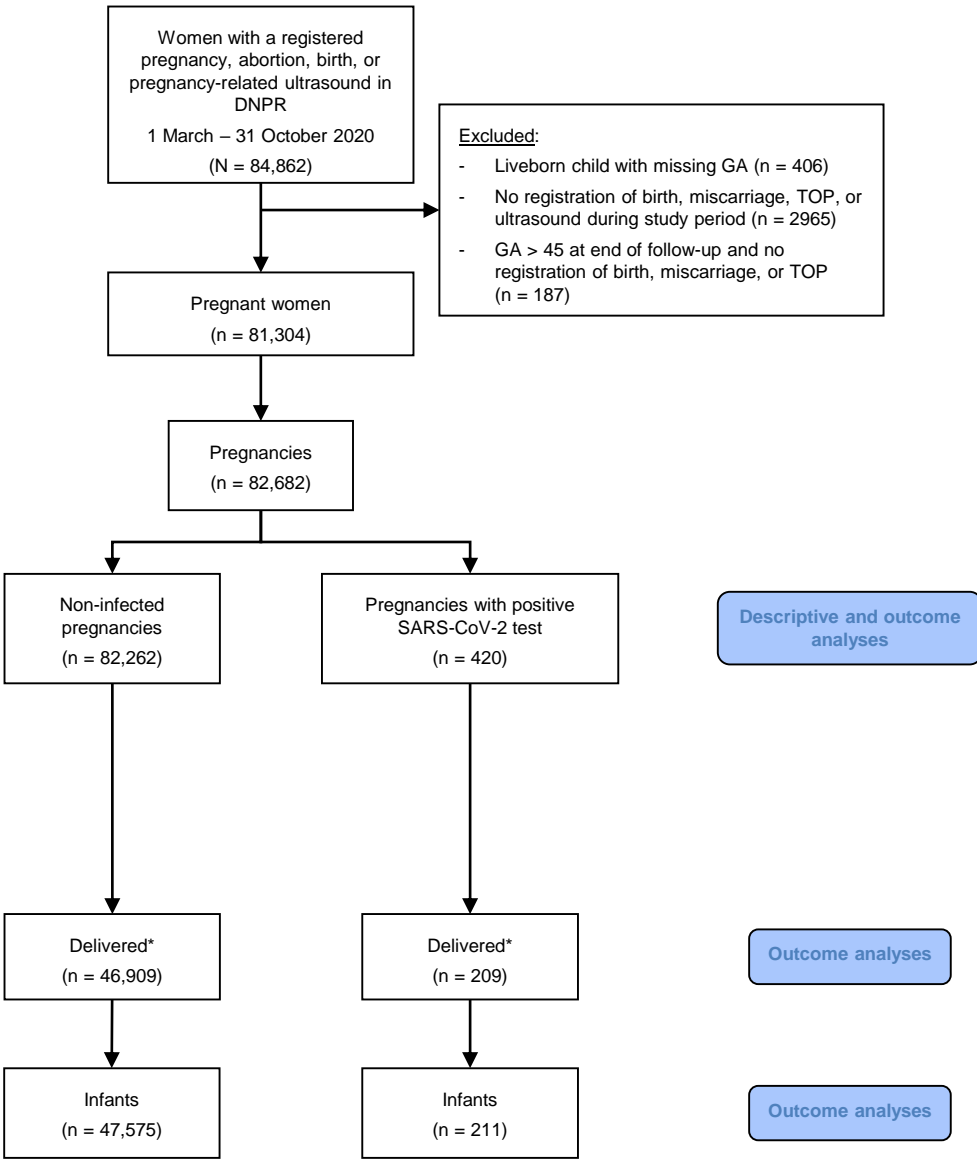 Women with a registered
pregnancy, abortion, birth, or
pregnancy-related ultrasound in
DNPR
1 March – 31 October 2020
(N = 84,862)
Excluded:
- Liveborn child with missing GA (n = 406)
- No registration of birth, miscarriage, TOP, or
ultrasound during study period (n = 2965)
- GA > 45 at end of follow-up and no
registration of birth, miscarriage, or TOP
(n = 187)
Pregnant women
(n = 81,304)
Pregnancies
(n = 82,682)
Non-infected
pregnancies
(n = 82,262)
Pregnancies with positive
SARS-CoV-2 test
(n = 420)
Descriptive and outcome
analyses
Delivered*
(n = 46,909)
Delivered*
(n = 209)
Outcome analyses
Infants
(n = 47,575)
Infants
(n = 211)
Outcome analyses